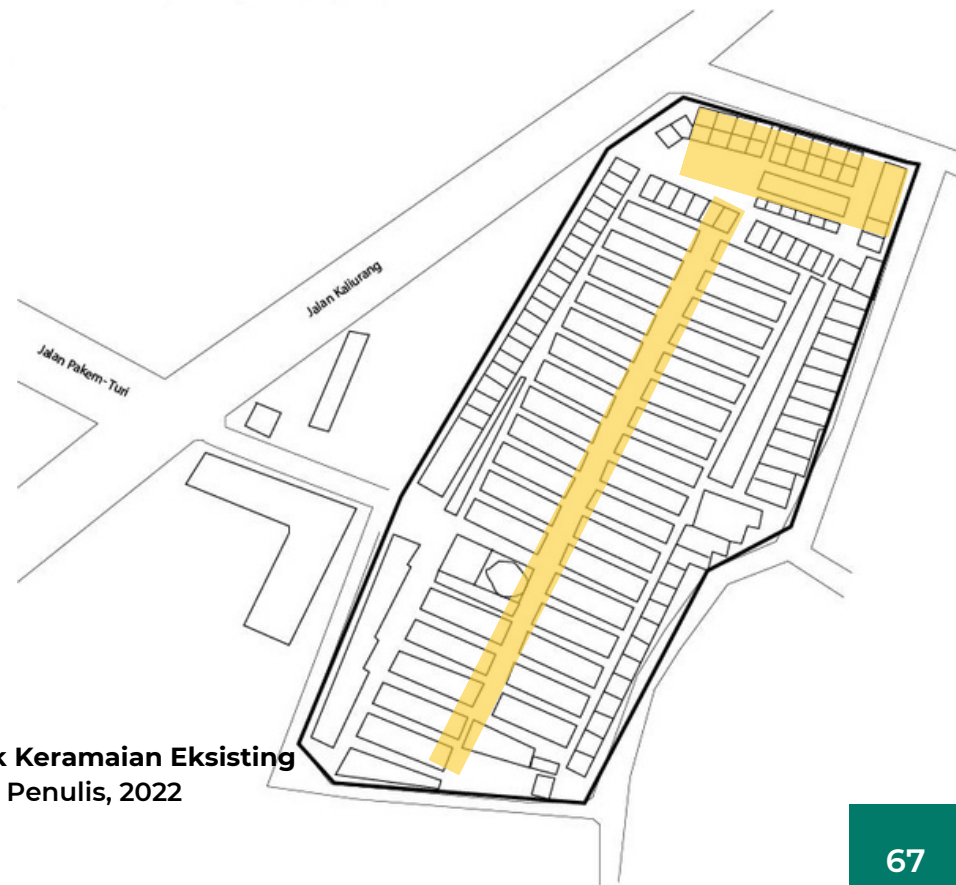 Jalan Kaliurang
Jalan Pakem-Turi
k Keramaian Eksisting
Penulis, 2022
67